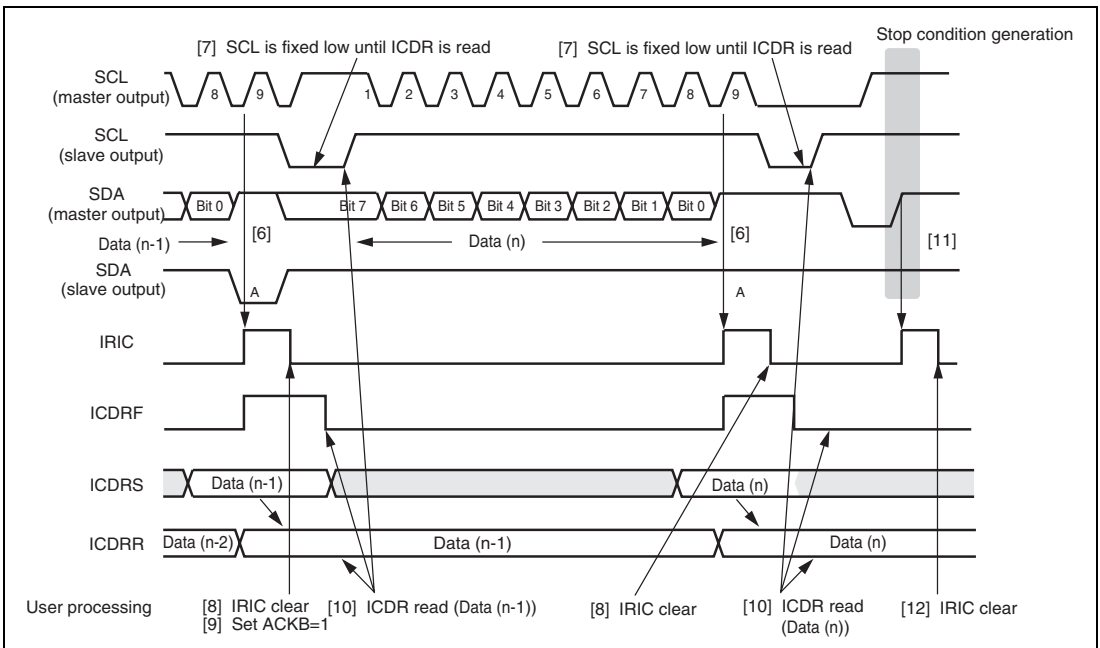 Stop condition generation
[7] SCL is fixed low until ICDR is read
[7] SCL is fixed low until ICDR is read
SCL
(master output)
8
9
1
2
3
4
5
6
7
8
9
SCL
(slave output)
SDA
(master output)
Bit 0
Bit 7
Bit 6
Bit 5
Bit 4
Bit 3
Bit 2
Bit 1
Bit 0
Data (n-1)
[6]
Data (n)
[6]
[11]
SDA
(slave output)
A
A
IRIC
ICDRF
ICDRS
Data (n-1)
Data (n)
ICDRR
Data (n-2)
Data (n-1)
Data (n)
User processing
[8] IRIC clear
[9] Set ACKB=1
[10] ICDR read (Data (n-1))
[8] IRIC clear
[10] ICDR read
(Data (n))
[12] IRIC clear